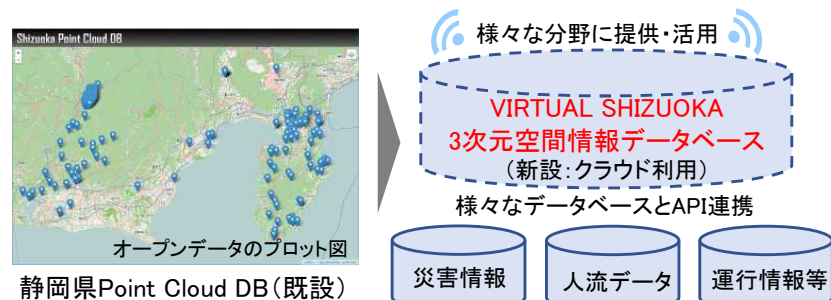 Shizuoka Point Cloud DB
オープンデータのプロット図
静岡県Point Cloud DB（既設）
様々な分野に提供・活用
VIRTUAL SHIZUOKA
3次元空間情報データベース
（新設：クラウド利用）
様々なデータベースとAPI連携
災害情報
人流データ
運行情報等